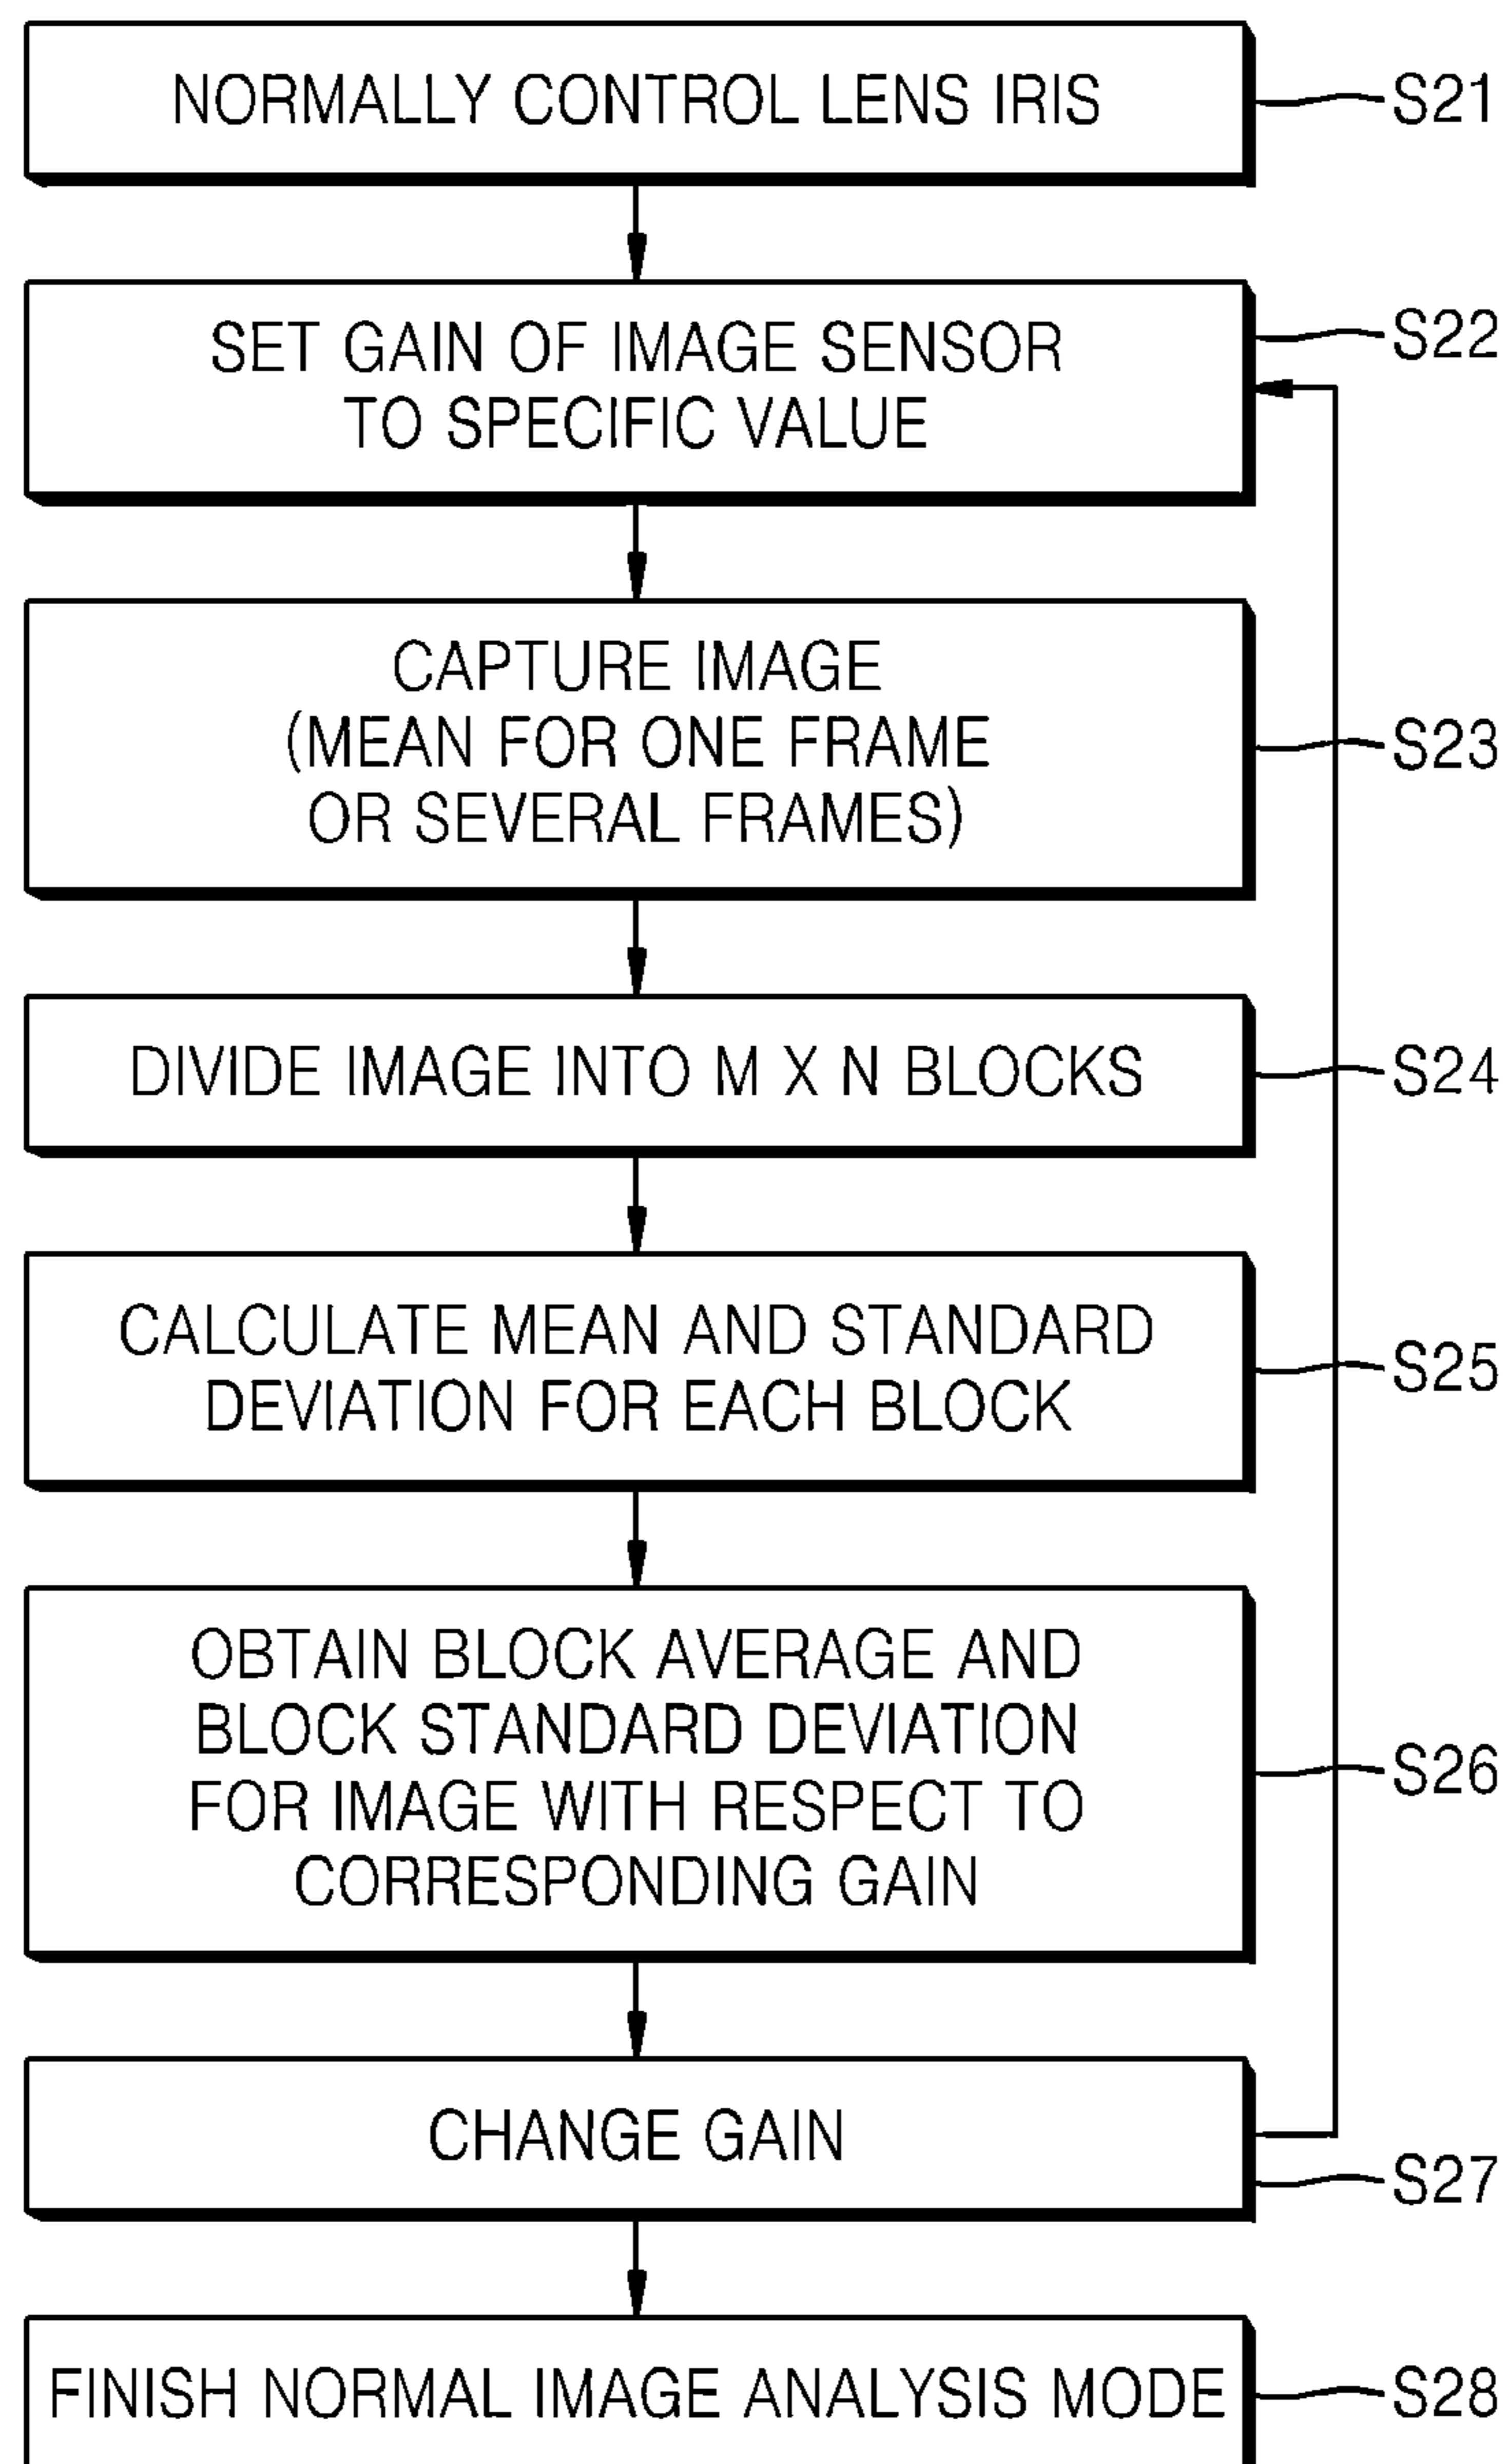 NORMALLY CONTROL LENS IRIS
S21
SET GAIN OF IMAGE SENSOR
TO SPECIFIC VALUE
S22
CAPTURE IMAGE
(MEAN FOR ONE FRAME
OR SEVERAL FRAMES)
S23
DIVIDE IMAGE INTO M X N BLOCKS
S24
CALCULATE MEAN AND STANDARD
DEVIATION FOR EACH BLOCK
S25
OBTAIN BLOCK AVERAGE AND
BLOCK STANDARD DEVIATION
FOR IMAGE WITH RESPECT TO
CORRESPONDING GAIN
S26
CHANGE GAIN
S27
FINISH NORMAL IMAGE ANALYSIS MODE
S28